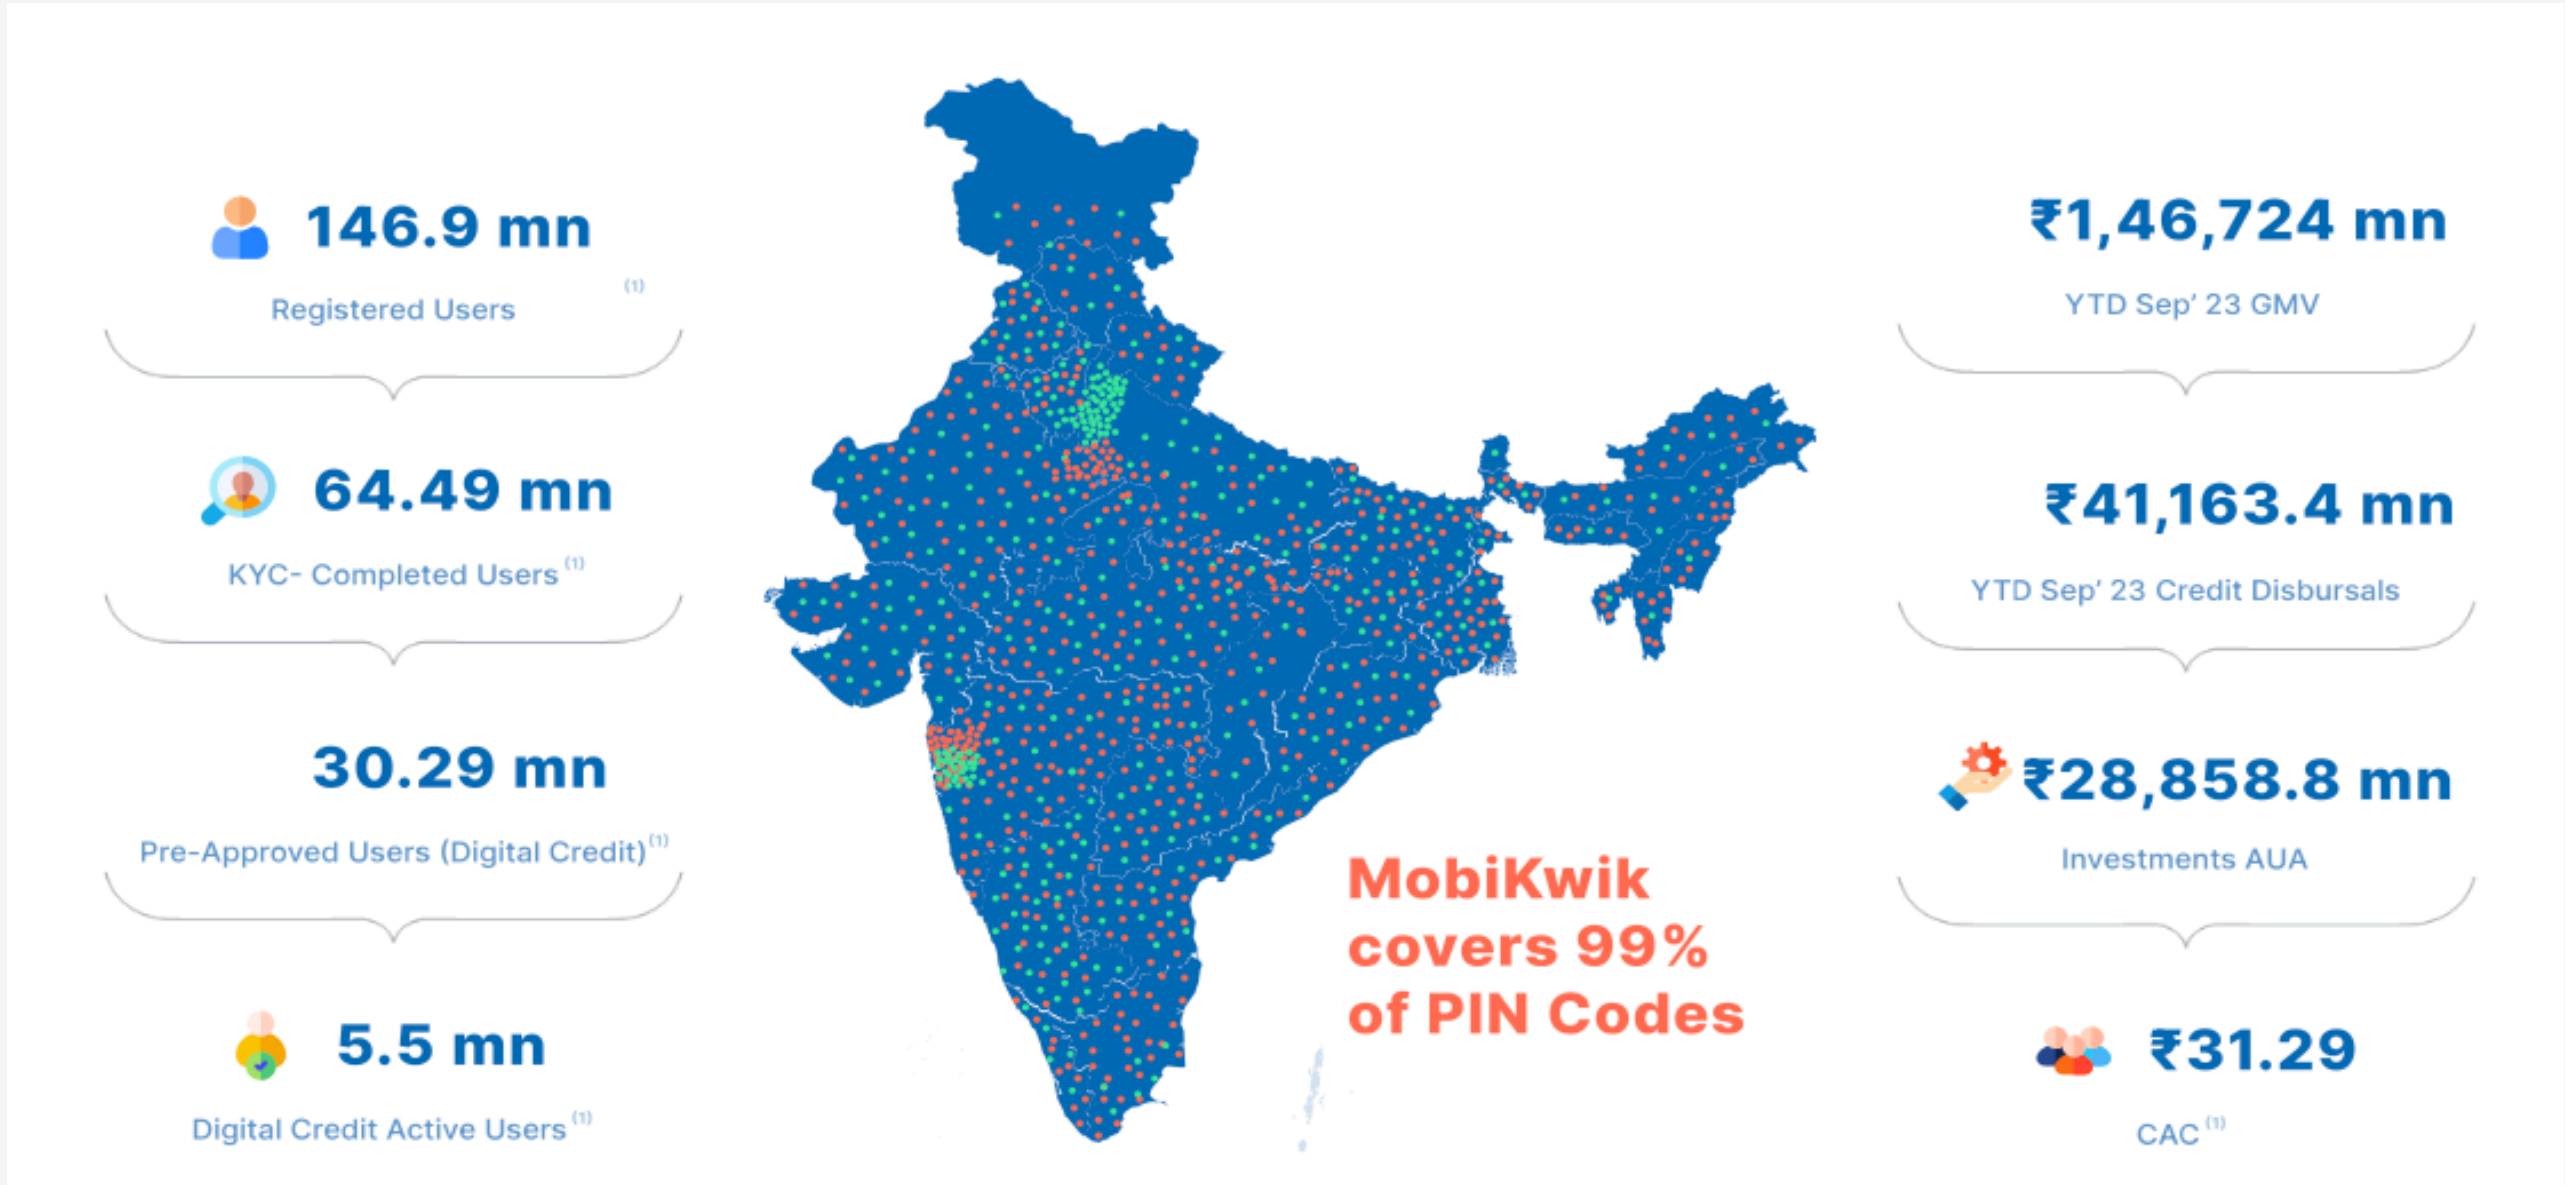 146.9 mn
(1)
Registered Users
64.49 mn
KYC- Completed Users (1)
30.29 mn
Pre-Approved Users (Digital Credit)(1)
5.5 mn
Digital Credit Active Users (1)
MobiKwik
covers 99%
of PIN Codes
₹1,46,724 mn
YTD Sep’ 23 GMV
₹41,163.4 mn
YTD Sep’ 23 Credit Disbursals
₹28,858.8 mn
Investments AUA
₹31.29
CAC (1)